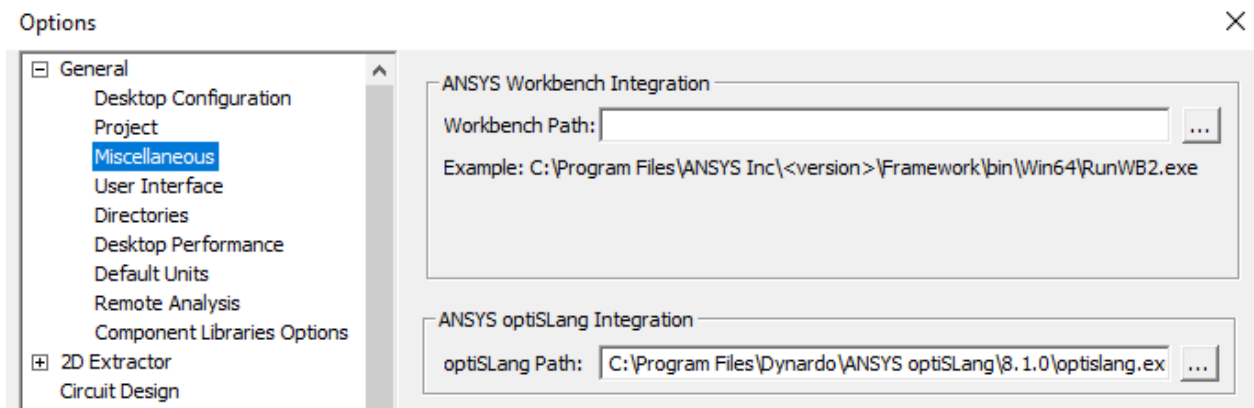 Options
General
Desktop Configuration
Project
Miscellaneous
User Interface
Directories
Desktop Performance
Default Units
Remote Analysis
Component Libraries Options
2D Extractor
Circuit Design
ANSYS Workbench Integration
Workbench Path:
...
Example: C:\Program Files\ANSYS Inc\<version>\Framework\bin\Win64\RunWB2.exe
ANSYS optiSLang Integration
optiSLang Path: C:\Program Files\Dynardo\ANSYS optiSLang\8.1.0\optislang.ex ...